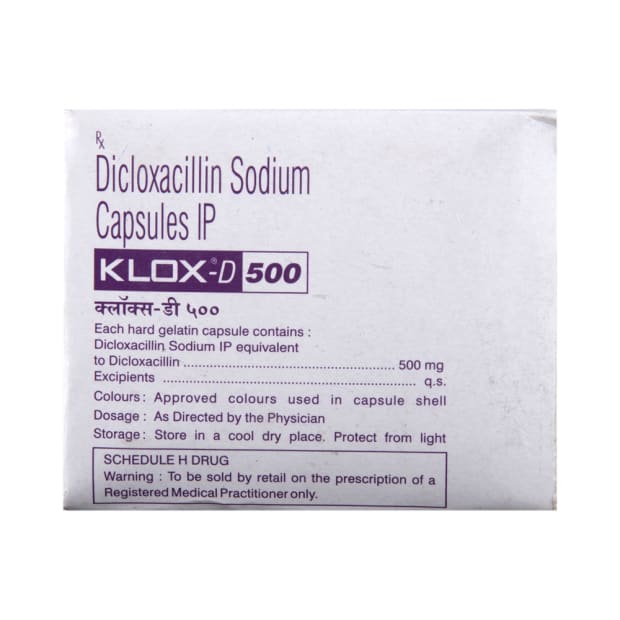 Rx
Dicloxacillin Sodium
Capsules IP
KLOX®-D 500
क्लॉक्स-डी ५००
Each hard gelatin capsule contains :
Dicloxacillin Sodium IP equivalent
to Dicloxacillin ........................................................ 500 mg
Excipients ................................................................ q.s.
Colours : Approved colours used in capsule shell
Dosage : As Directed by the Physician
Storage: Store in a cool dry place. Protect from light
SCHEDULE H DRUG
Warning : To be sold by retail on the prescription of a
Registered Medical Practitioner only.